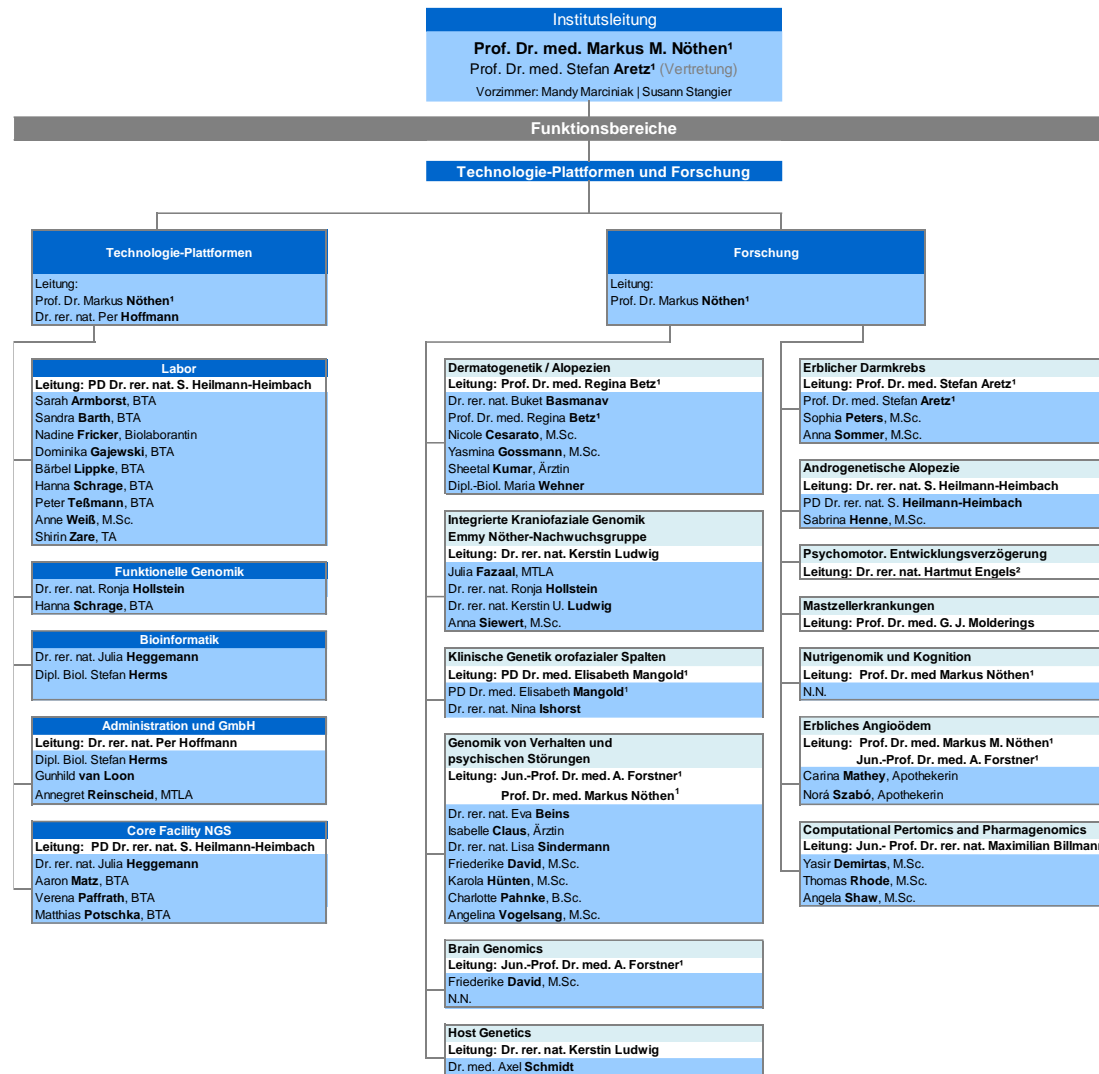 Institutsleitung
Prof. Dr. med. Markus M. Nöthen¹
Prof. Dr. med. Stefan Aretz¹ (Vertretung)
Vorzimmer: Mandy Marciniak | Susann Stangier
Funktionsbereiche
Technologie-Plattformen und Forschung
Technologie-Plattformen
Leitung:
Prof. Dr. Markus Nöthen¹
Dr. rer. nat. Per Hoffmann
Forschung
Leitung:
Prof. Dr. Markus Nöthen¹
Labor
Leitung: PD Dr. rer. nat. S. Heilmann-Heimbach
Sarah Armborst, BTA
Sandra Barth, BTA
Nadine Fricker, Biolaborantin
Dominika Gajewski, BTA
Bärbel Lippke, BTA
Hanna Schrage, BTA
Peter Teßmann, BTA
Anne Weiß, M.Sc.
Shirin Zare, TA
Funktionelle Genomik
Dr. rer. nat. Ronja Hollstein
Hanna Schrage, BTA
Bioinformatik
Dr. rer. nat. Julia Heggemann
Dipl. Biol. Stefan Herms
Administration und GmbH
Leitung: Dr. rer. nat. Per Hoffmann
Dipl. Biol. Stefan Herms
Gunhild van Loon
Annegret Reinscheid, MTLA
Core Facility NGS
Leitung: PD Dr. rer. nat. S. Heilmann-Heimbach
Dr. rer. nat. Julia Heggemann
Aaron Matz, BTA
Verena Paffrath, BTA
Matthias Potschka, BTA
Dermatogenetik / Alopezien
Leitung: Prof. Dr. med. Regina Betz¹
Dr. rer. nat. Buket Basmanav
Prof. Dr. med. Regina Betz¹
Nicole Cesarato, M.Sc.
Yasmina Gossmann, M.Sc.
Sheetal Kumar, Ärztin
Dipl.-Biol. Maria Wehner
Integrierte Kraniofaziale Genomik
Emmy Nöther-Nachwuchsgruppe
Leitung: Dr. rer. nat. Kerstin Ludwig
Julia Fazaal, MTLA
Dr. rer. nat. Ronja Hollstein
Dr. rer. nat. Kerstin U. Ludwig
Anna Siewert, M.Sc.
Klinische Genetik orofazialer Spalten
Leitung: PD Dr. med. Elisabeth Mangold¹
PD Dr. med. Elisabeth Mangold¹
Dr. rer. nat. Nina Ishorst
Genomik von Verhalten und
psychischen Störungen
Leitung: Jun.-Prof. Dr. med. A. Forstner¹
Prof. Dr. med. Markus Nöthen¹
Dr. rer. nat. Eva Beins
Isabelle Claus, Ärztin
Dr. rer. nat. Lisa Sindermann
Friederike David, M.Sc.
Karola Hünten, M.Sc.
Charlotte Pahnke, B.Sc.
Angelina Vogelsang, M.Sc.
Brain Genomics
Leitung: Jun.-Prof. Dr. med. A. Forstner¹
Friederike David, M.Sc.
N.N.
Host Genetics
Leitung: Dr. rer. nat. Kerstin Ludwig
Dr. med. Axel Schmidt
Erblicher Darmkrebs
Leitung: Prof. Dr. med. Stefan Aretz¹
Prof. Dr. med. Stefan Aretz¹
Sophia Peters, M.Sc.
Anna Sommer, M.Sc.
Androgenetische Alopezie
Leitung: Dr. rer. nat. S. Heilmann-Heimbach
PD Dr. rer. nat. S. Heilmann-Heimbach
Sabrina Henne, M.Sc.
Psychomotor. Entwicklungsverzögerung
Leitung: Dr. rer. nat. Hartmut Engels²
Mastzellerkrankungen
Leitung: Prof. Dr. med. G. J. Molderings
Nutrigenomik und Kognition
Leitung: Prof. Dr. med Markus Nöthen¹
N.N.
Erbliches Angioödem
Leitung: Prof. Dr. med. Markus M. Nöthen¹
Jun.-Prof. Dr. med. A. Forstner¹
Carina Mathey, Apothekerin
Norá Szabó, Apothekerin
Computational Pertomics and Pharmagenomics
Leitung: Jun.- Prof. Dr. rer. nat. Maximilian Billmann
Yasir Demirtas, M.Sc.
Thomas Rhode, M.Sc.
Angela Shaw, M.Sc.